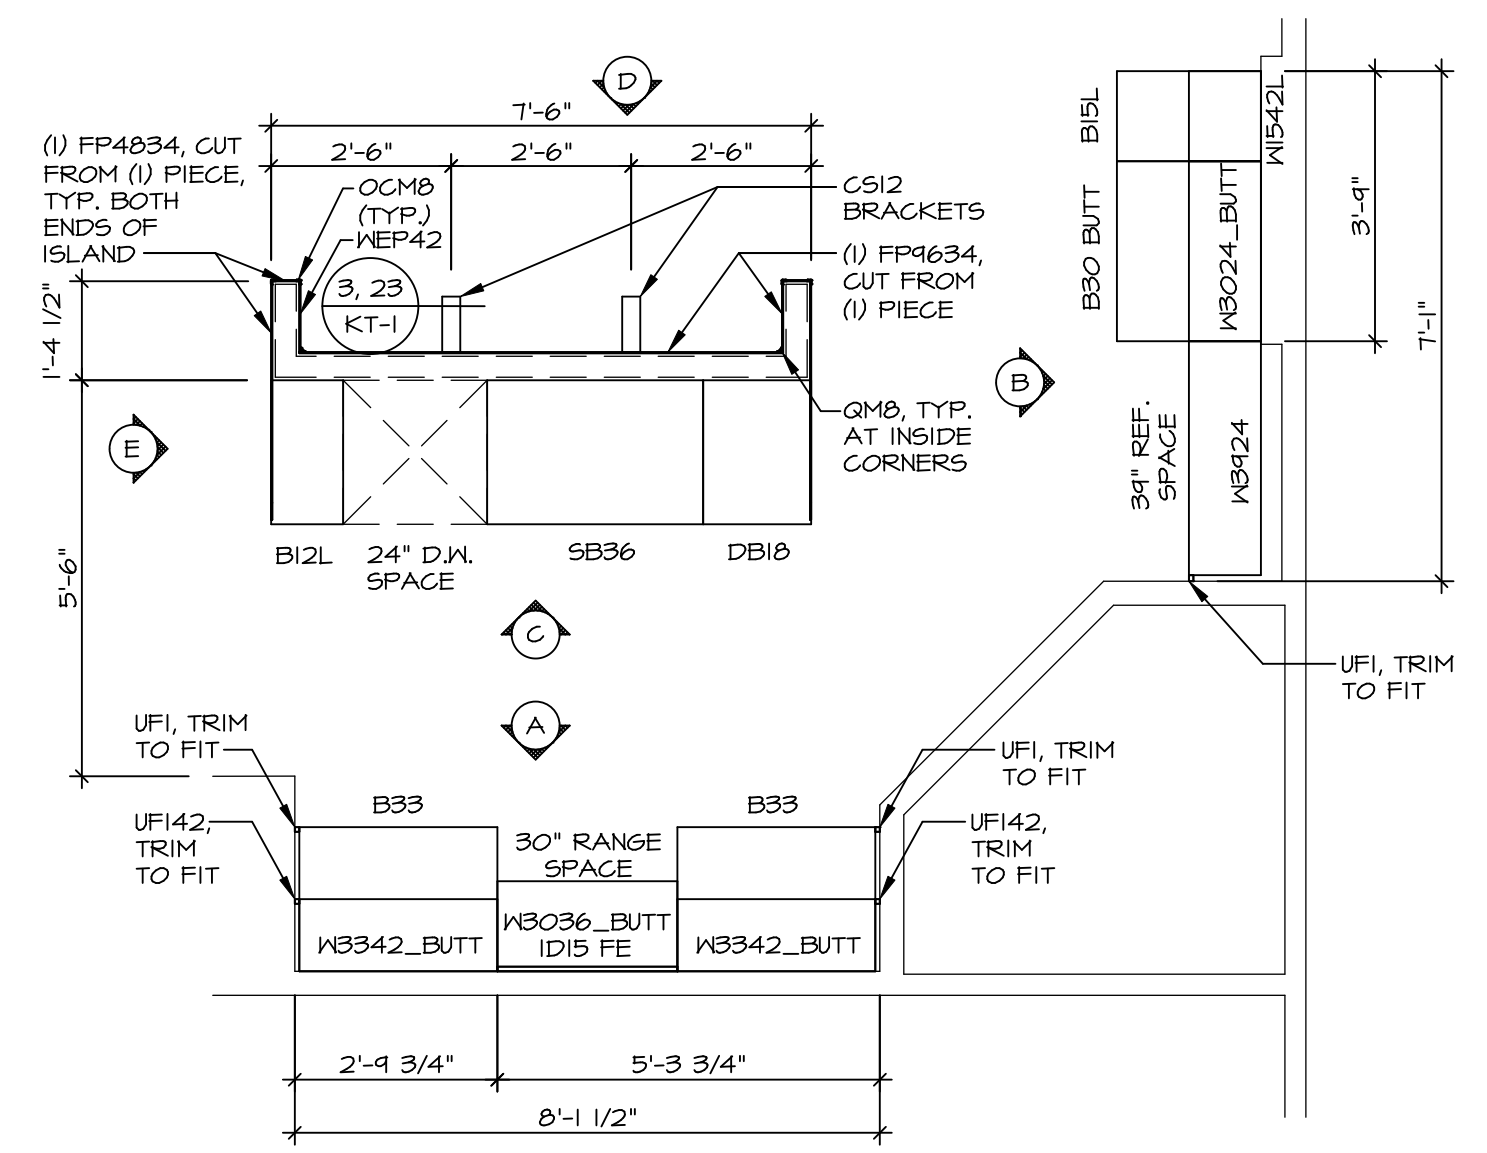 D
7'-6"
2'-6"
2'-6"
2'-6"
(1) FP4834, CUT
FROM (1) PIECE,
TYP. BOTH
ENDS OF
ISLAND
OCM8
(TYP.)
WEP42
CS12
BRACKETS
(1) FP9634,
CUT FROM
(1) PIECE
3, 23
KT-1
1'-4 1/2"
B15L
W1542L
B30 BUTT
W3024_BUTT
3'-9"
7'-1"
B
QM8, TYP.
AT INSIDE
CORNERS
39" REF.
SPACE
W3924
E
5'-6"
B12L
24" D.W.
SPACE
SB36
DB18
C
A
UF1, TRIM
TO FIT
UF1, TRIM
TO FIT
UF142,
TRIM
TO FIT
B33
B33
30" RANGE
SPACE
UF1, TRIM
TO FIT
UF142,
TRIM
TO FIT
W3342_BUTT
W3036_BUTT
1D15 FE
W3342_BUTT
2'-9 3/4"
5'-3 3/4"
8'-1 1/2"